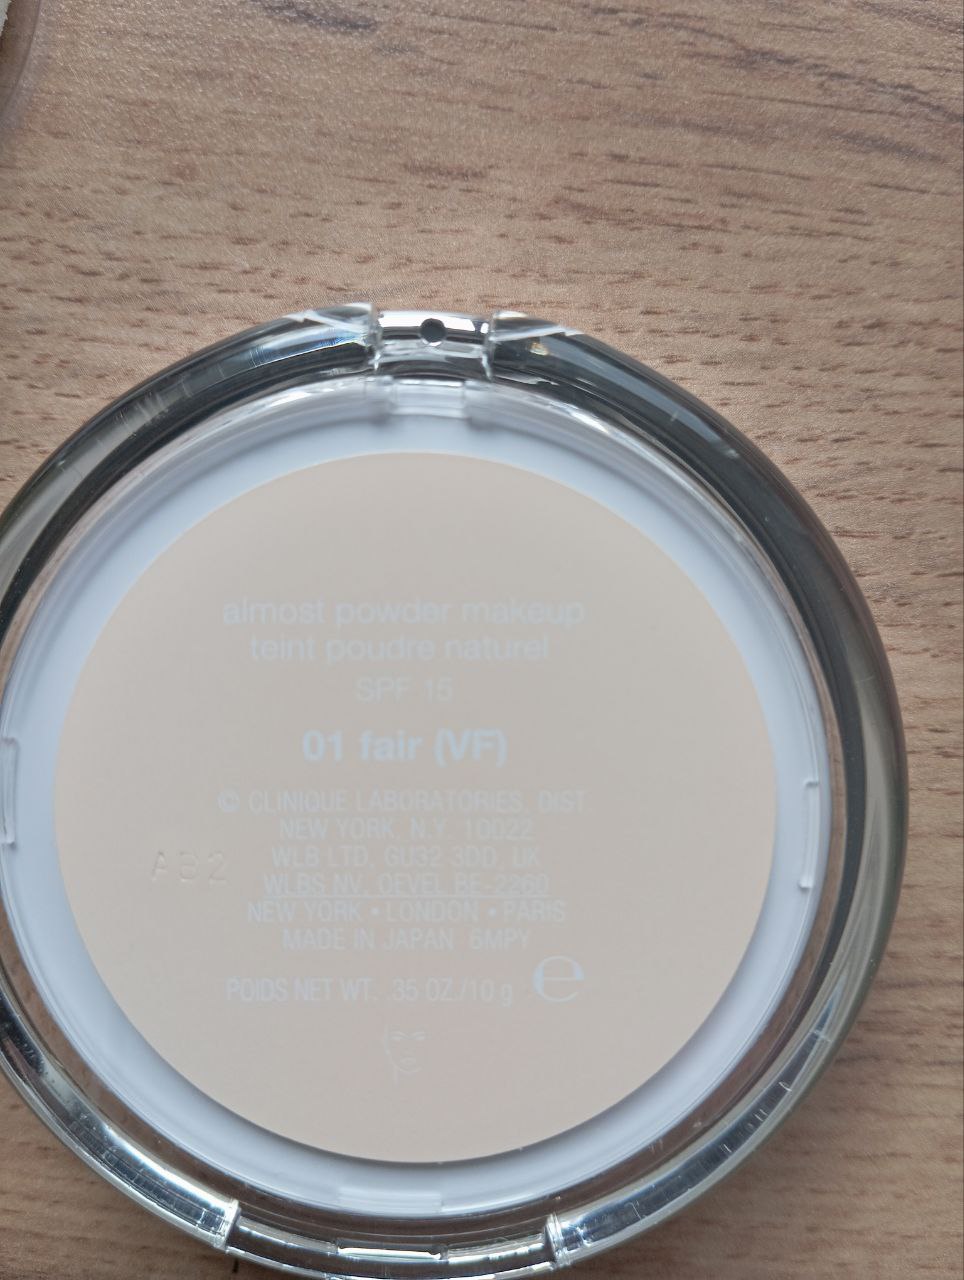 almost powder makeup
teint poudre naturel
SPF 15
01 fair (VF)
© CLINIQUE LABORATORIES, DIST.
NEW YORK, N.Y. 10022
WLB LTD. GU32 3DD, UK
WLBS NV, OEVEL BE-2260
NEW YORK • LONDON • PARIS
MADE IN JAPAN 6MPY
POIDS NET WT. .35 OZ./10 g e
AB2